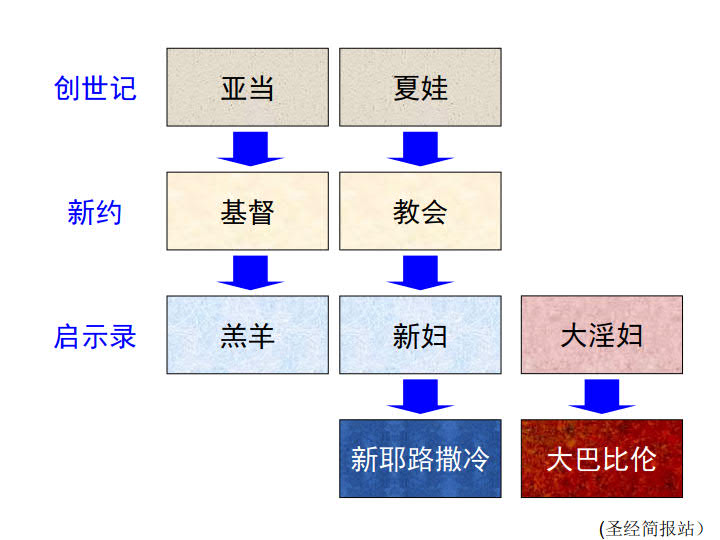 创世记 亚当 夏娃
新约 基督 教会
启示录 羔羊 新妇 大淫妇
新耶路撒冷 大巴比伦
(圣经简报站）